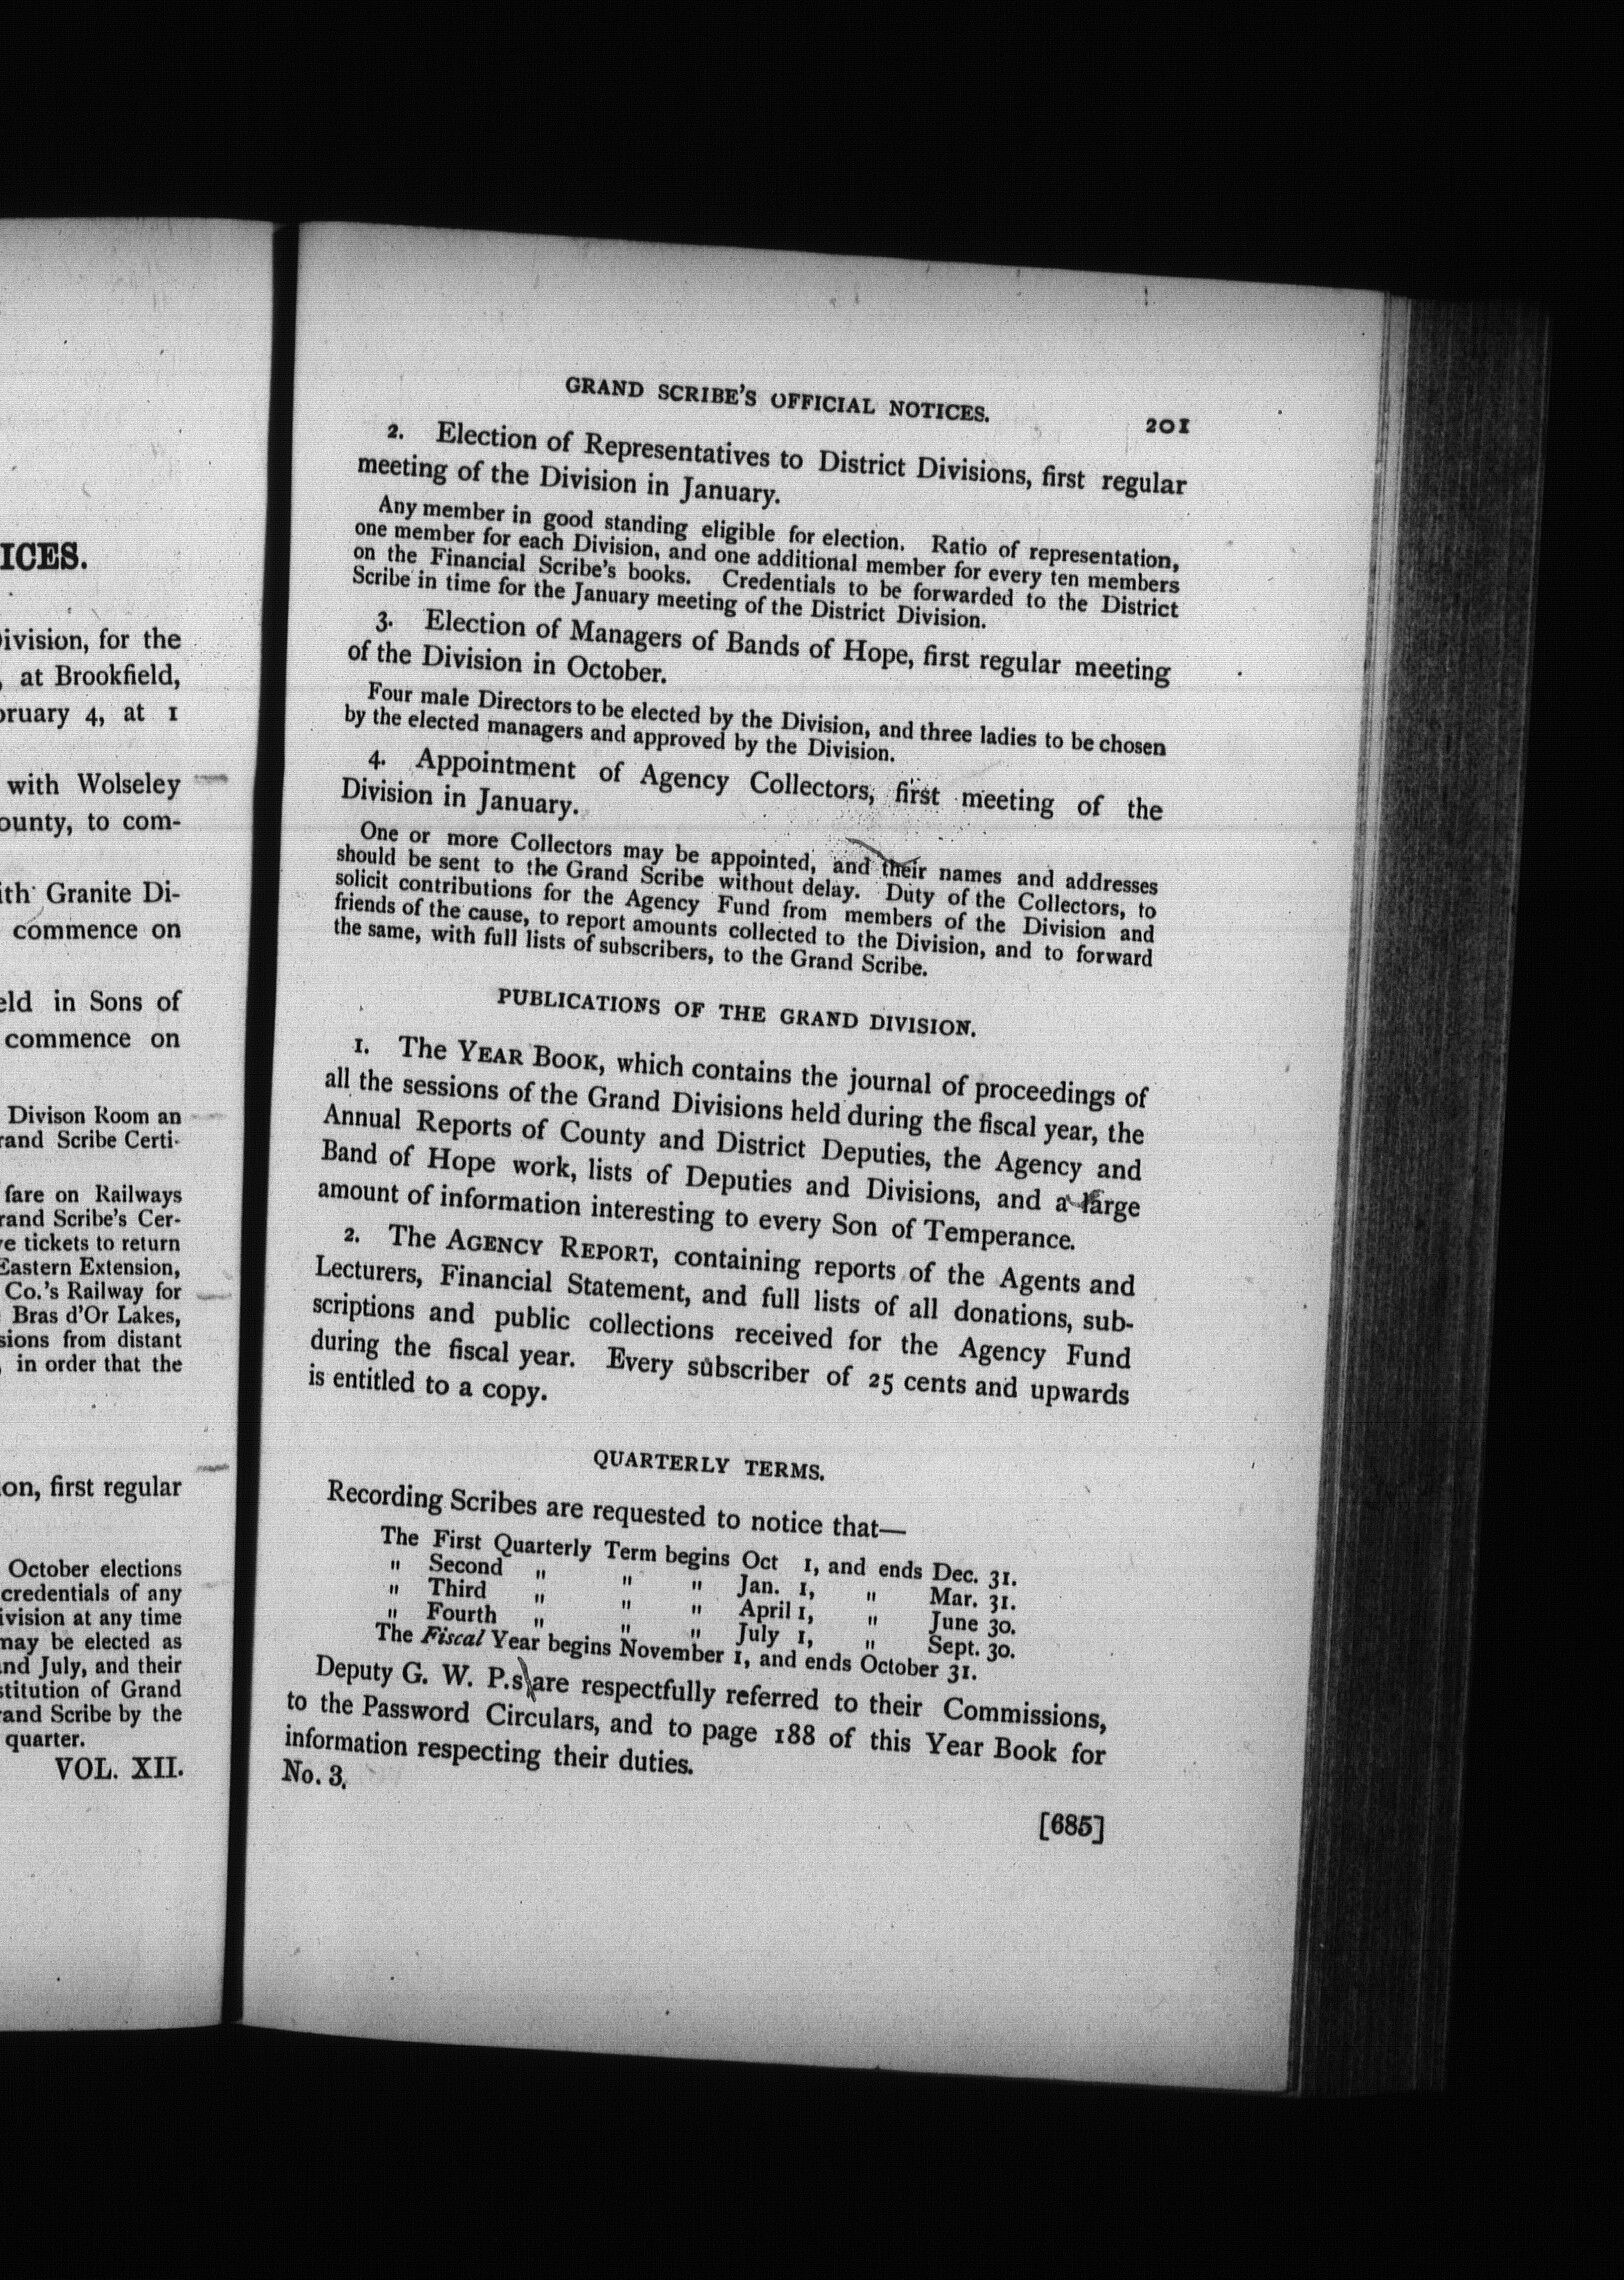 ICES.
Division, for the
, at Brookfield,
bruary 4, at 1
with Wolseley
ounty, to com-
ith Granite Di-
commence on
eld in Sons of
commence on
Divison Room an
rand Scribe Certi-
fare on Railways
rand Scribe's Cer-
ve tickets to return
Eastern Extension,
Co.'s Railway for
Bras d'Or Lakes,
sions from distant
, in order that the
on, first regular
October elections
credentials of any
ivision at any time
may be elected as
and July, and their
stitution of Grand
rand Scribe by the
quarter.
VOL. XII.
GRAND SCRIBE'S OFFICIAL NOTICES. 201
2. Election of Representatives to District Divisions, first regular
meeting of the Division in January.
Any member in good standing eligible for election. Ratio of representation,
one member for each Division, and one additional member for every ten members
on the Financial Scribe's books. Credentials to be forwarded to the District
Scribe in time for the January meeting of the District Division.
3. Election of Managers of Bands of Hope, first regular meeting
of the Division in October.
Four male Directors to be elected by the Division, and three ladies to be chosen
by the elected managers and approved by the Division.
4. Appointment of Agency Collectors, first meeting of the
Division in January.
One or more Collectors may be appointed, and their names and addresses
should be sent to the Grand Scribe without delay. Duty of the Collectors, to
solicit contributions for the Agency Fund from members of the Division and
friends of the cause, to report amounts collected to the Division, and to forward
the same, with full lists of subscribers, to the Grand Scribe.
PUBLICATIONS OF THE GRAND DIVISION.
1. The YEAR BOOK, which contains the journal of proceedings of
all the sessions of the Grand Divisions held during the fiscal year, the
Annual Reports of County and District Deputies, the Agency and
Band of Hope work, lists of Deputies and Divisions, and a large
amount of information interesting to every Son of Temperance.
2. The AGENCY REPORT, containing reports of the Agents and
Lecturers, Financial Statement, and full lists of all donations, sub-
scriptions and public collections received for the Agency Fund
during the fiscal year. Every subscriber of 25 cents and upwards
is entitled to a copy.
QUARTERLY TERMS.
Recording Scribes are requested to notice that—
The First Quarterly Term begins Oct 1, and ends Dec. 31.
" Second " " " Jan. 1, " Mar. 31.
" Third " " " April 1, " June 30.
" Fourth " " " July 1, " Sept. 30.
The Fiscal Year begins November 1, and ends October 31.
Deputy G. W. P.s are respectfully referred to their Commissions,
to the Password Circulars, and to page 188 of this Year Book for
information respecting their duties.
No. 3.
[685]